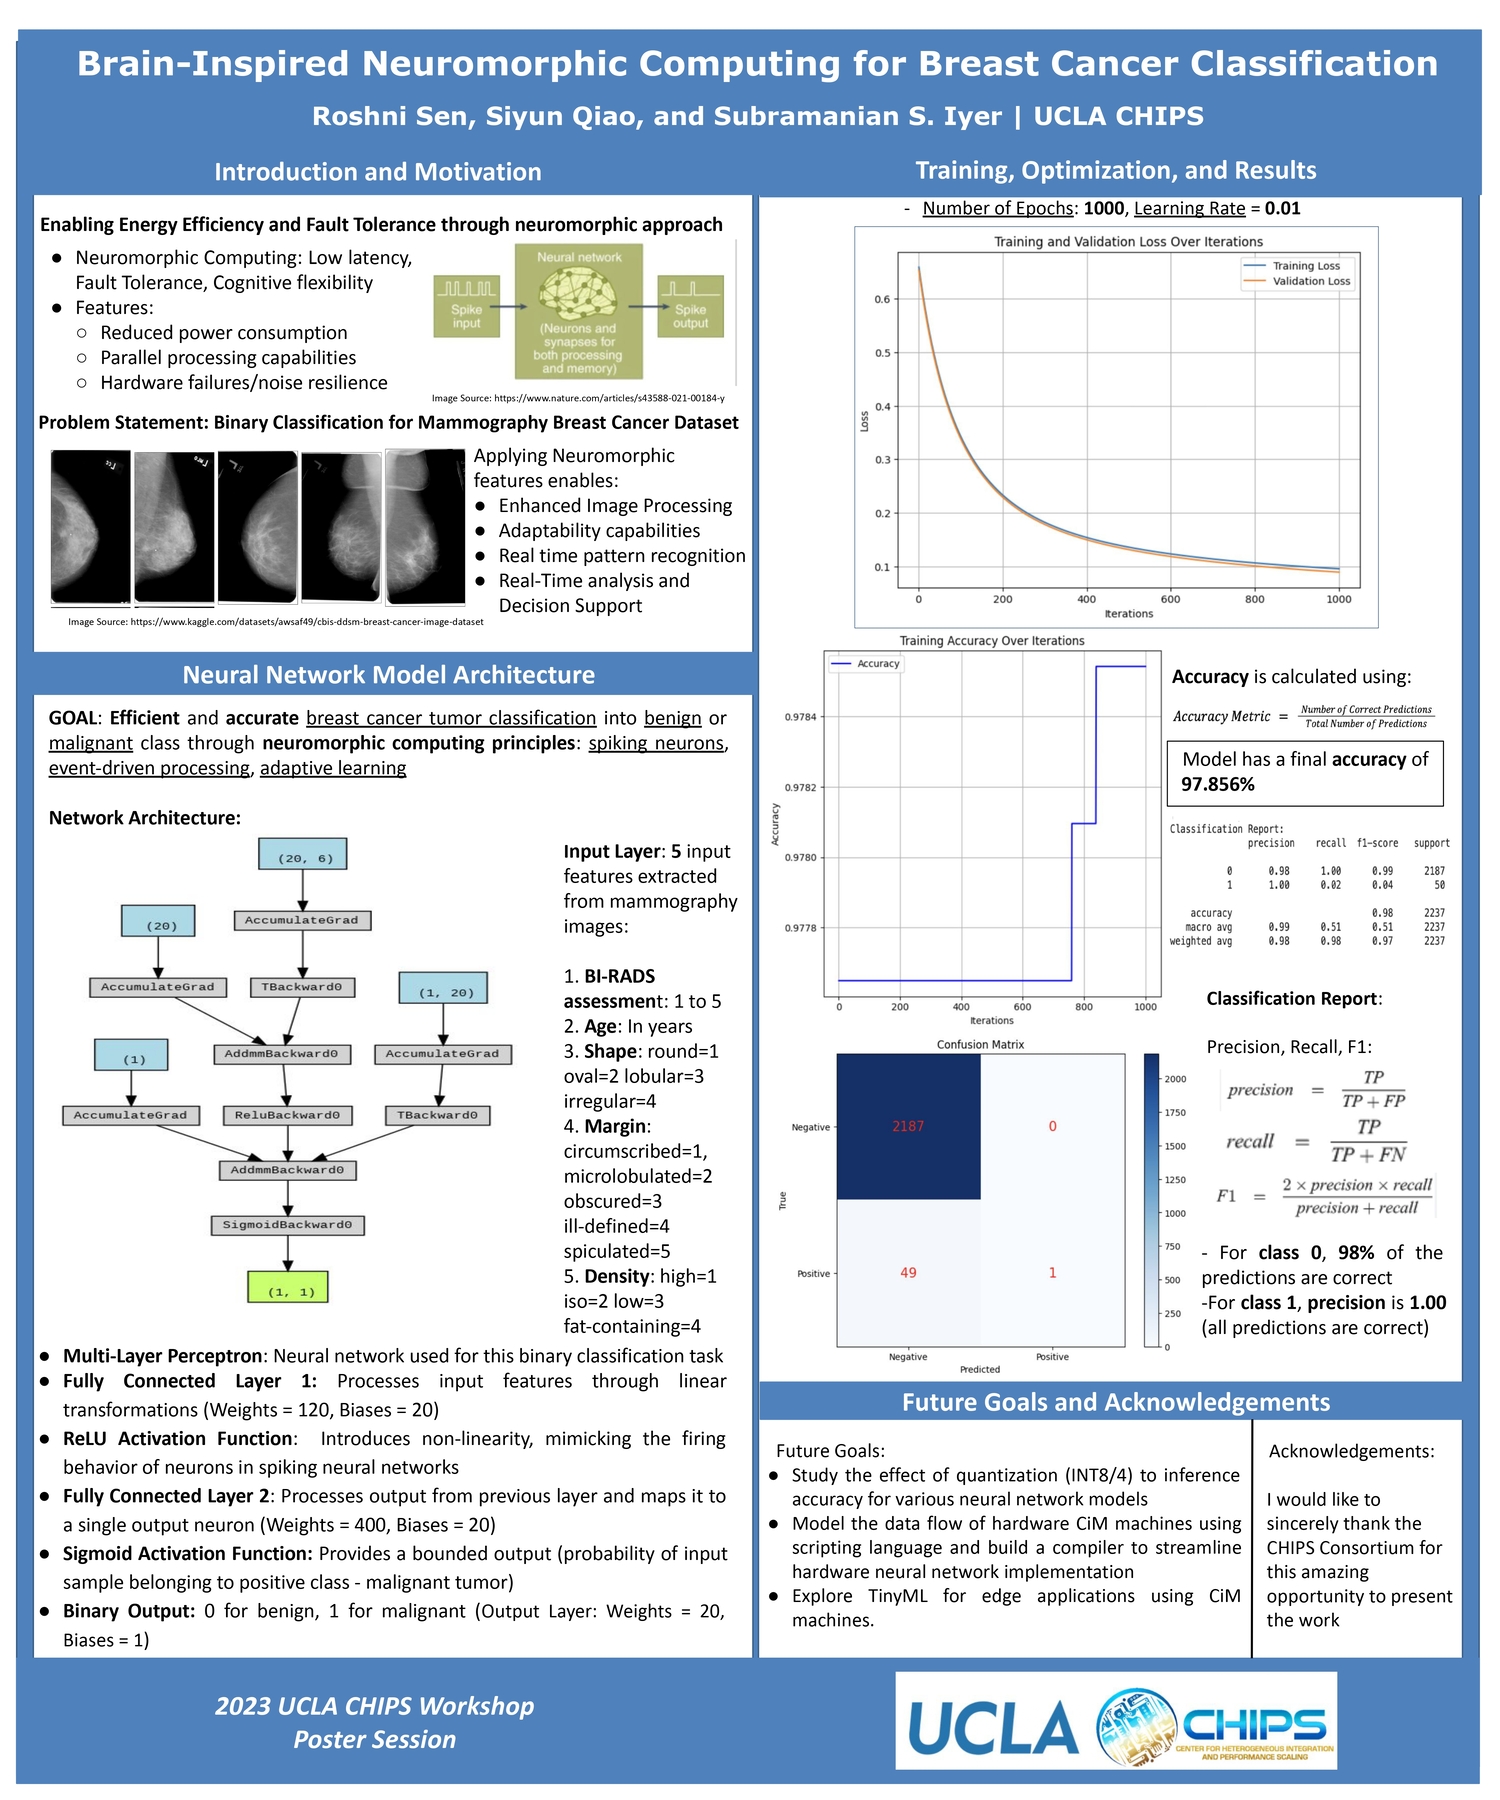 Brain-Inspired Neuromorphic Computing for Breast Cancer Classification
Roshni Sen, Siyun Qiao, and Subramanian S. Iyer | UCLA CHIPS
Introduction and Motivation
Enabling Energy Efficiency and Fault Tolerance through neuromorphic approach
● Neuromorphic Computing: Low latency,
Fault Tolerance, Cognitive flexibility
● Features:
○ Reduced power consumption
○ Parallel processing capabilities
○ Hardware failures/noise resilience
Spike
input
Neural network
(Neurons and
synapses for
both processing
and memory)
Spike
output
Image Source: https://www.nature.com/articles/s43588-021-00184-y
Problem Statement: Binary Classification for Mammography Breast Cancer Dataset
Applying Neuromorphic
features enables:
● Enhanced Image Processing
● Adaptability capabilities
● Real time pattern recognition
● Real-Time analysis and
Decision Support
Image Source: https://www.kaggle.com/datasets/awsaf49/cbis-ddsm-breast-cancer-image-dataset
Neural Network Model Architecture
GOAL: Efficient and accurate breast cancer tumor classification into benign or
malignant class through neuromorphic computing principles: spiking neurons,
event-driven processing, adaptive learning
Network Architecture:
(20, 6)
(20)
AccumulateGrad
AccumulateGrad
TBackward0
(1, 20)
(1)
AddmmBackward0
AccumulateGrad
AccumulateGrad
ReluBackward0
TBackward0
AddmmBackward0
SigmoidBackward0
(1, 1)
Input Layer: 5 input
features extracted
from mammography
images:
1. BI-RADS
assessment: 1 to 5
2. Age: In years
3. Shape: round=1
oval=2 lobular=3
irregular=4
4. Margin:
circumscribed=1,
microlobulated=2
obscured=3
ill-defined=4
spiculated=5
5. Density: high=1
iso=2 low=3
fat-containing=4
● Multi-Layer Perceptron: Neural network used for this binary classification task
● Fully Connected Layer 1: Processes input features through linear
transformations (Weights = 120, Biases = 20)
● ReLU Activation Function: Introduces non-linearity, mimicking the firing
behavior of neurons in spiking neural networks
● Fully Connected Layer 2: Processes output from previous layer and maps it to
a single output neuron (Weights = 400, Biases = 20)
● Sigmoid Activation Function: Provides a bounded output (probability of input
sample belonging to positive class - malignant tumor)
● Binary Output: 0 for benign, 1 for malignant (Output Layer: Weights = 20,
Biases = 1)
Training, Optimization, and Results
- Number of Epochs: 1000, Learning Rate = 0.01
Training and Validation Loss Over Iterations
Training Loss
Validation Loss
Loss
0.6
0.5
0.4
0.3
0.2
0.1
0 200 400 600 800 1000
Iterations
Training Accuracy Over Iterations
Accuracy
Accuracy
0.9784
0.9782
0.9780
0.9778
0 200 400 600 800 1000
Iterations
Accuracy is calculated using:
Accuracy Metric = Number of Correct Predictions / Total Number of Predictions
Model has a final accuracy of
97.856%
Classification Report:
precision recall f1-score support
0 0.98 1.00 0.99 2187
1 1.00 0.02 0.04 50
accuracy 0.98 2237
macro avg 0.99 0.51 0.51 2237
weighted avg 0.98 0.98 0.97 2237
Confusion Matrix
True
Negative
2187 0
Positive
49 1
Negative Positive
Predicted
2000
1750
1500
1250
1000
750
500
250
0
Classification Report:
Precision, Recall, F1:
precision = TP / TP + FP
recall = TP / TP + FN
F1 = 2 × precision × recall / precision + recall
- For class 0, 98% of the
predictions are correct
-For class 1, precision is 1.00
(all predictions are correct)
Future Goals and Acknowledgements
Future Goals:
● Study the effect of quantization (INT8/4) to inference
accuracy for various neural network models
● Model the data flow of hardware CiM machines using
scripting language and build a compiler to streamline
hardware neural network implementation
● Explore TinyML for edge applications using CiM
machines.
Acknowledgements:
I would like to
sincerely thank the
CHIPS Consortium for
this amazing
opportunity to present
the work
2023 UCLA CHIPS Workshop
Poster Session
UCLA
CHIPS
CENTER FOR HETEROGENEOUS INTEGRATION
AND PERFORMANCE SCALING